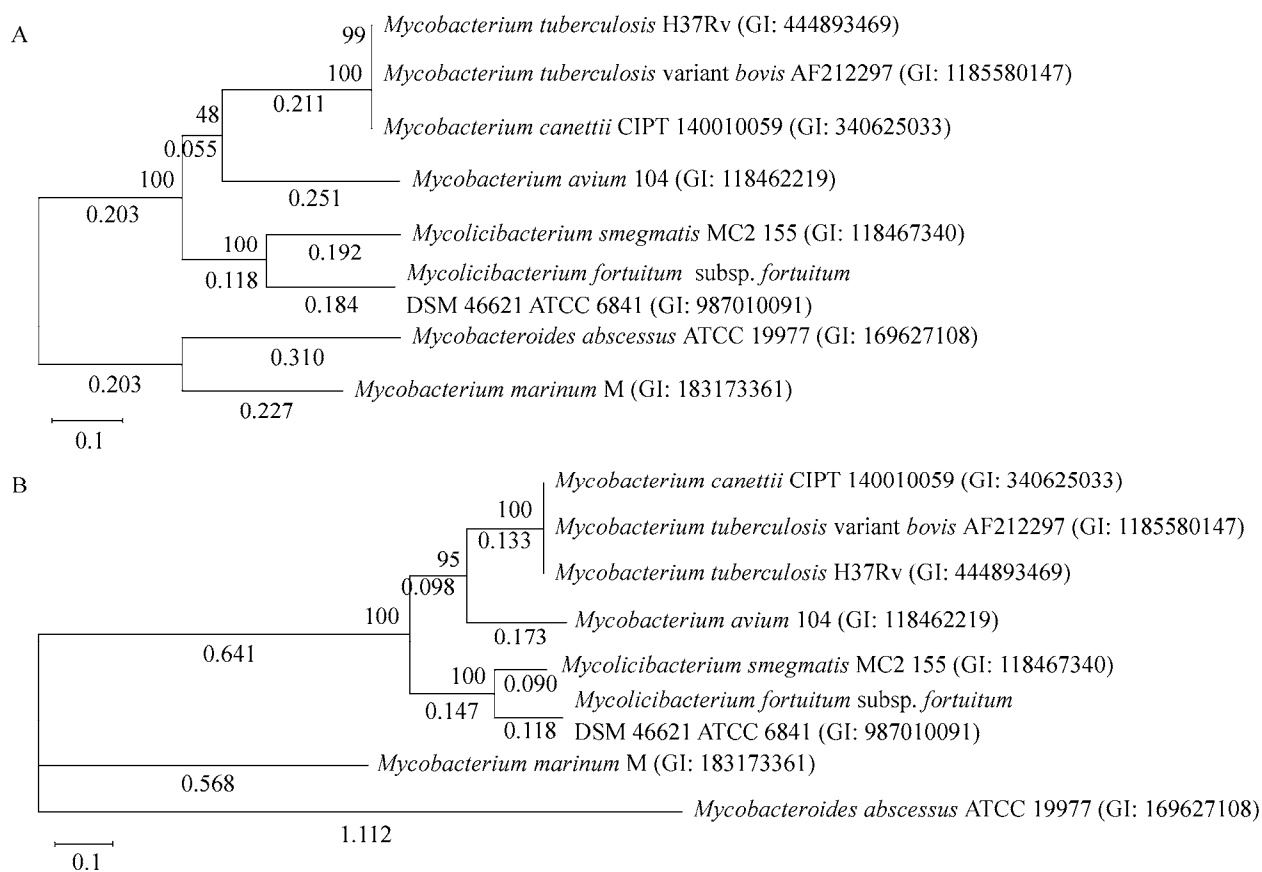 A
99
Mycobacterium tuberculosis H37Rv (GI: 444893469)
100
Mycobacterium tuberculosis variant bovis AF212297 (GI: 1185580147)
0.211
48
Mycobacterium canettii CIPT 140010059 (GI: 340625033)
0.055
100
Mycobacterium avium 104 (GI: 118462219)
0.251
0.203
100
Mycolicibacterium smegmatis MC2 155 (GI: 118467340)
0.192
0.118
Mycolicibacterium fortuitum subsp. fortuitum
0.184
DSM 46621 ATCC 6841 (GI: 987010091)
Mycobacteroides abscessus ATCC 19977 (GI: 169627108)
0.310
0.203
Mycobacterium marinum M (GI: 183173361)
0.227
0.1
B
Mycobacterium canettii CIPT 140010059 (GI: 340625033)
100
Mycobacterium tuberculosis variant bovis AF212297 (GI: 1185580147)
0.133
95
Mycobacterium tuberculosis H37Rv (GI: 444893469)
0.098
100
Mycobacterium avium 104 (GI: 118462219)
0.173
0.641
100
Mycolicibacterium smegmatis MC2 155 (GI: 118467340)
0.090
0.147
Mycolicibacterium fortuitum subsp. fortuitum
0.118
DSM 46621 ATCC 6841 (GI: 987010091)
Mycobacterium marinum M (GI: 183173361)
0.568
Mycobacteroides abscessus ATCC 19977 (GI: 169627108)
1.112
0.1